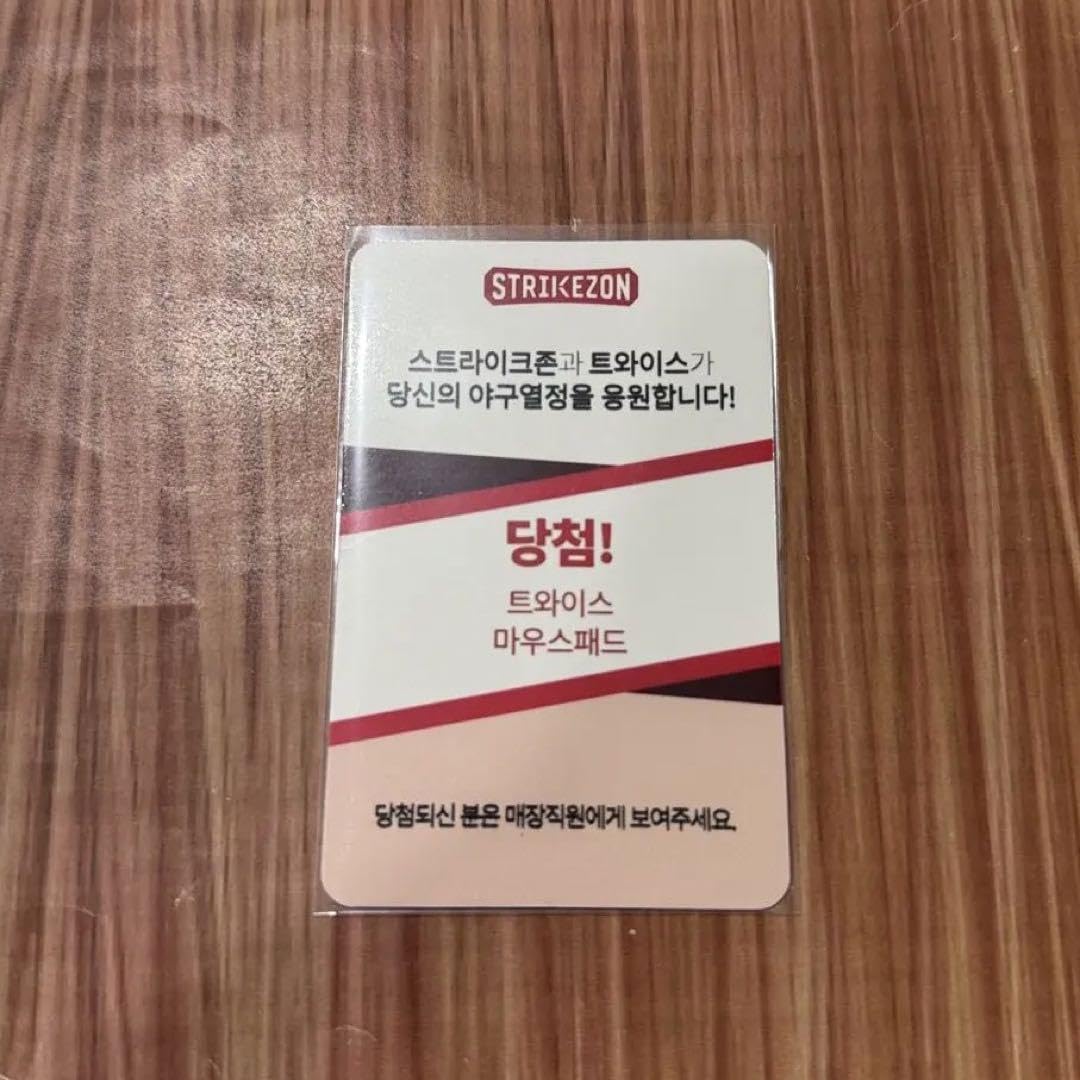 STRIKEZON
스트라이크존과 트와이스가
당신의 야구열정을 응원합니다!
당첨!
트와이스
마우스패드
당첨되신 분은 매장직원에게 보여주세요.